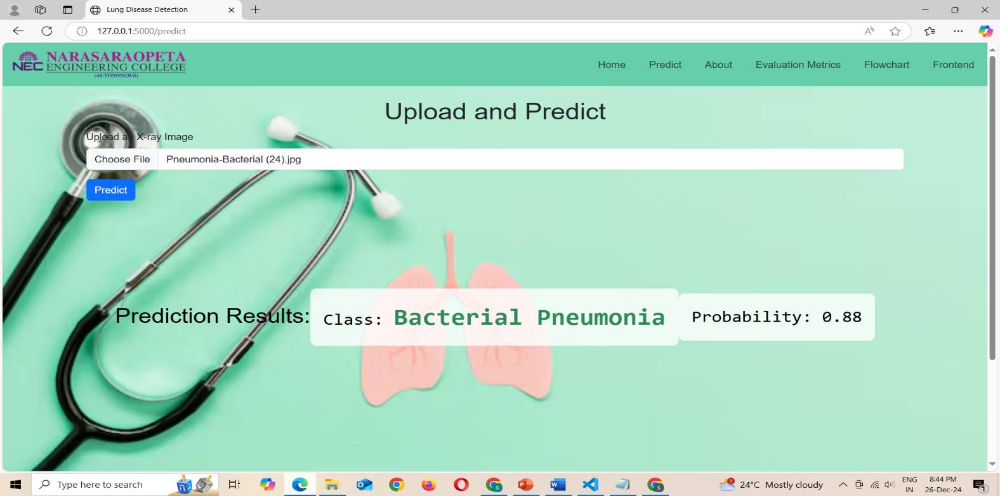 Lung Disease Detection
127.0.0.1:5000/predict
NEC NARASARAOPETA
ENGINEERING COLLEGE
(AUTONOMOUS)
Home Predict About Evaluation Metrics Flowchart Frontend
Upload and Predict
Upload an X-ray Image
Choose File Pneumonia-Bacterial (24).jpg
Predict
Prediction Results: Class: Bacterial Pneumonia Probability: 0.88
Type here to search
24°C Mostly cloudy
ENG
IN
8:44 PM
26-Dec-24